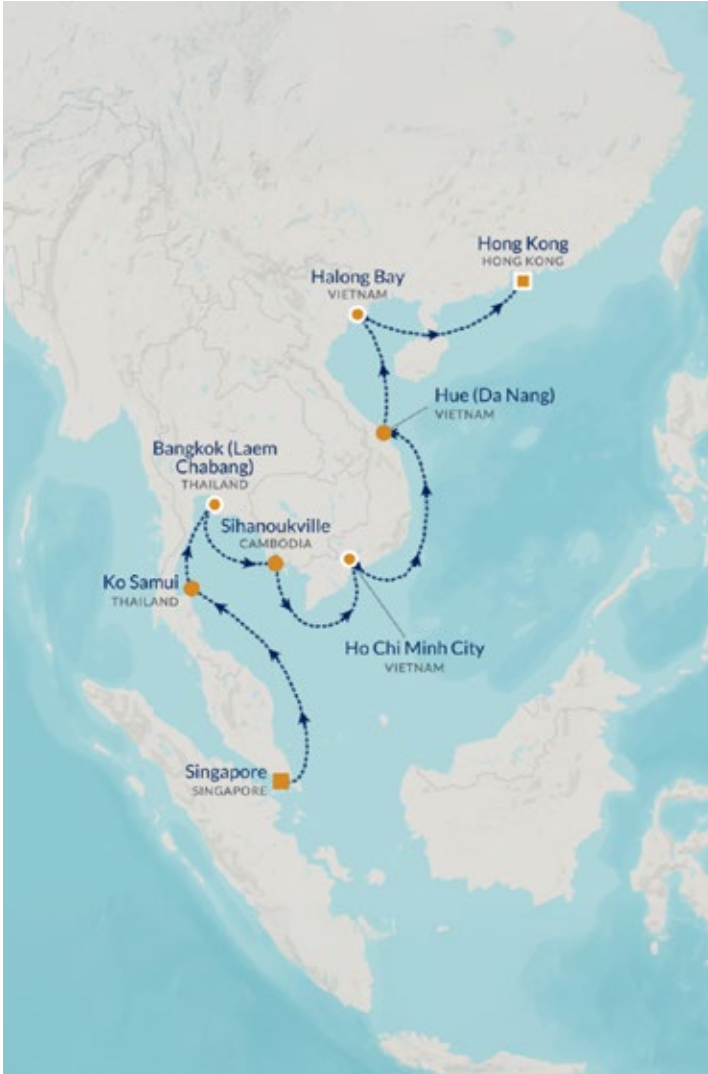 Hong Kong
HONG KONG
Halong Bay
VIETNAM
Hue (Da Nang)
VIETNAM
Bangkok (Laem
Chabang)
THAILAND
Sihanoukville
CAMBODIA
Ko Samui
THAILAND
Ho Chi Minh City
VIETNAM
Singapore
SINGAPORE